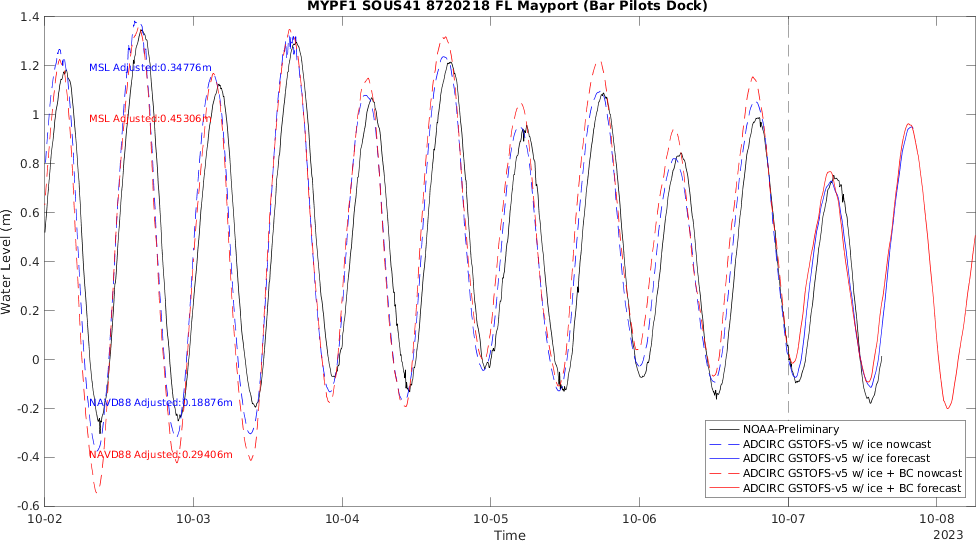 MYPF1 SOUS41 8720218 FL Mayport (Bar Pilots Dock)
1.4
1.2
1
0.8
0.6
0.4
0.2
0
-0.2
-0.4
-0.6
Water Level (m)
MSL Adjusted:0.34776m
MSL Adjusted:0.45306m
NAVD88 Adjusted:0.18876m
NAVD88 Adjusted:0.29406m
NOAA-Preliminary
ADCIRC GSTOFS-v5 w/ ice nowcast
ADCIRC GSTOFS-v5 w/ ice forecast
ADCIRC GSTOFS-v5 w/ ice + BC nowcast
ADCIRC GSTOFS-v5 w/ ice + BC forecast
10-02 10-03 10-04 10-05 10-06 10-07 10-08
Time
2023